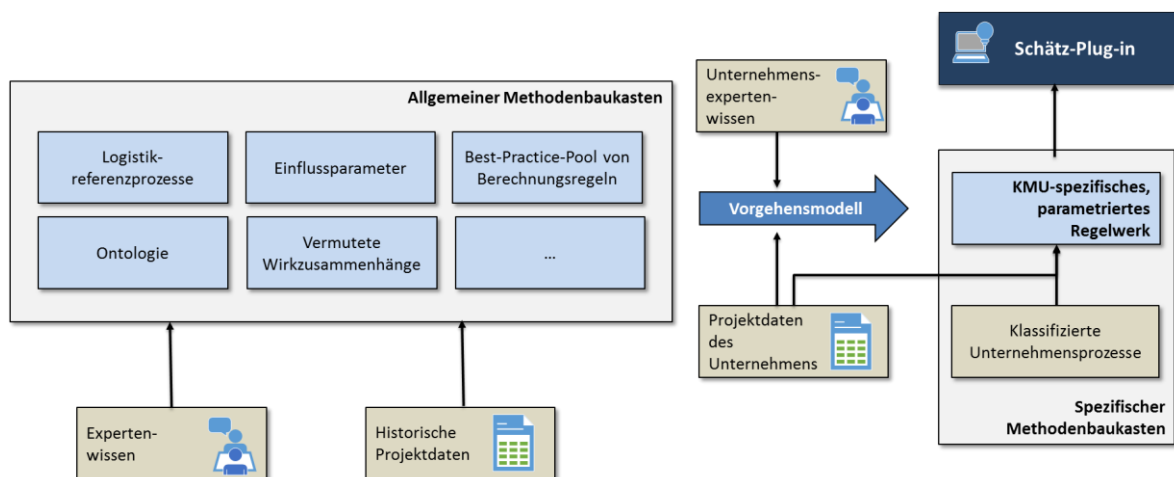 Allgemeiner Methodenbaukasten
Logistik-
referenzprozesse
Einflussparameter
Best-Practice-Pool von
Berechnungsregeln
Ontologie
Vermutete
Wirkzusammenhänge
...
Experten-
wissen
Historische
Projektdaten
Unternehmens-
experten-
wissen
Vorgehensmodell
Projektdaten
des
Unternehmens
Schätz-Plug-in
KMU-spezifisches,
parametriertes
Regelwerk
Klassifizierte
Unternehmensprozesse
Spezifischer
Methodenbaukasten